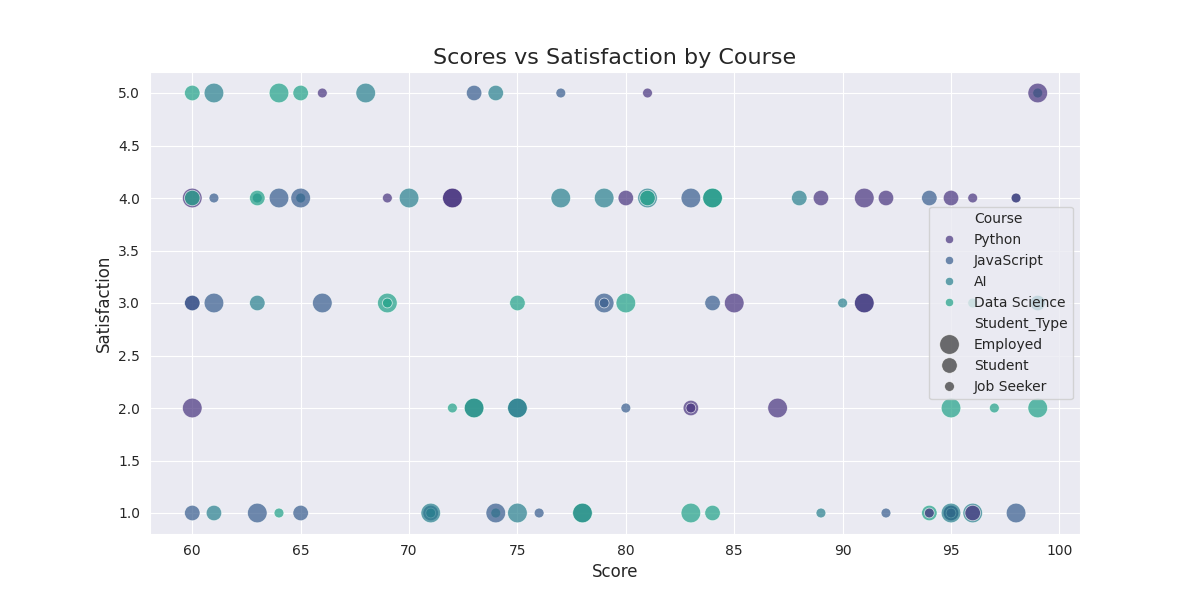 Scores vs Satisfaction by Course
Satisfaction
5.0
4.5
4.0
3.5
3.0
2.5
2.0
1.5
1.0
Course
Python
JavaScript
AI
Data Science
Student_Type
Employed
Student
Job Seeker
60 65 70 75 80 85 90 95 100
Score